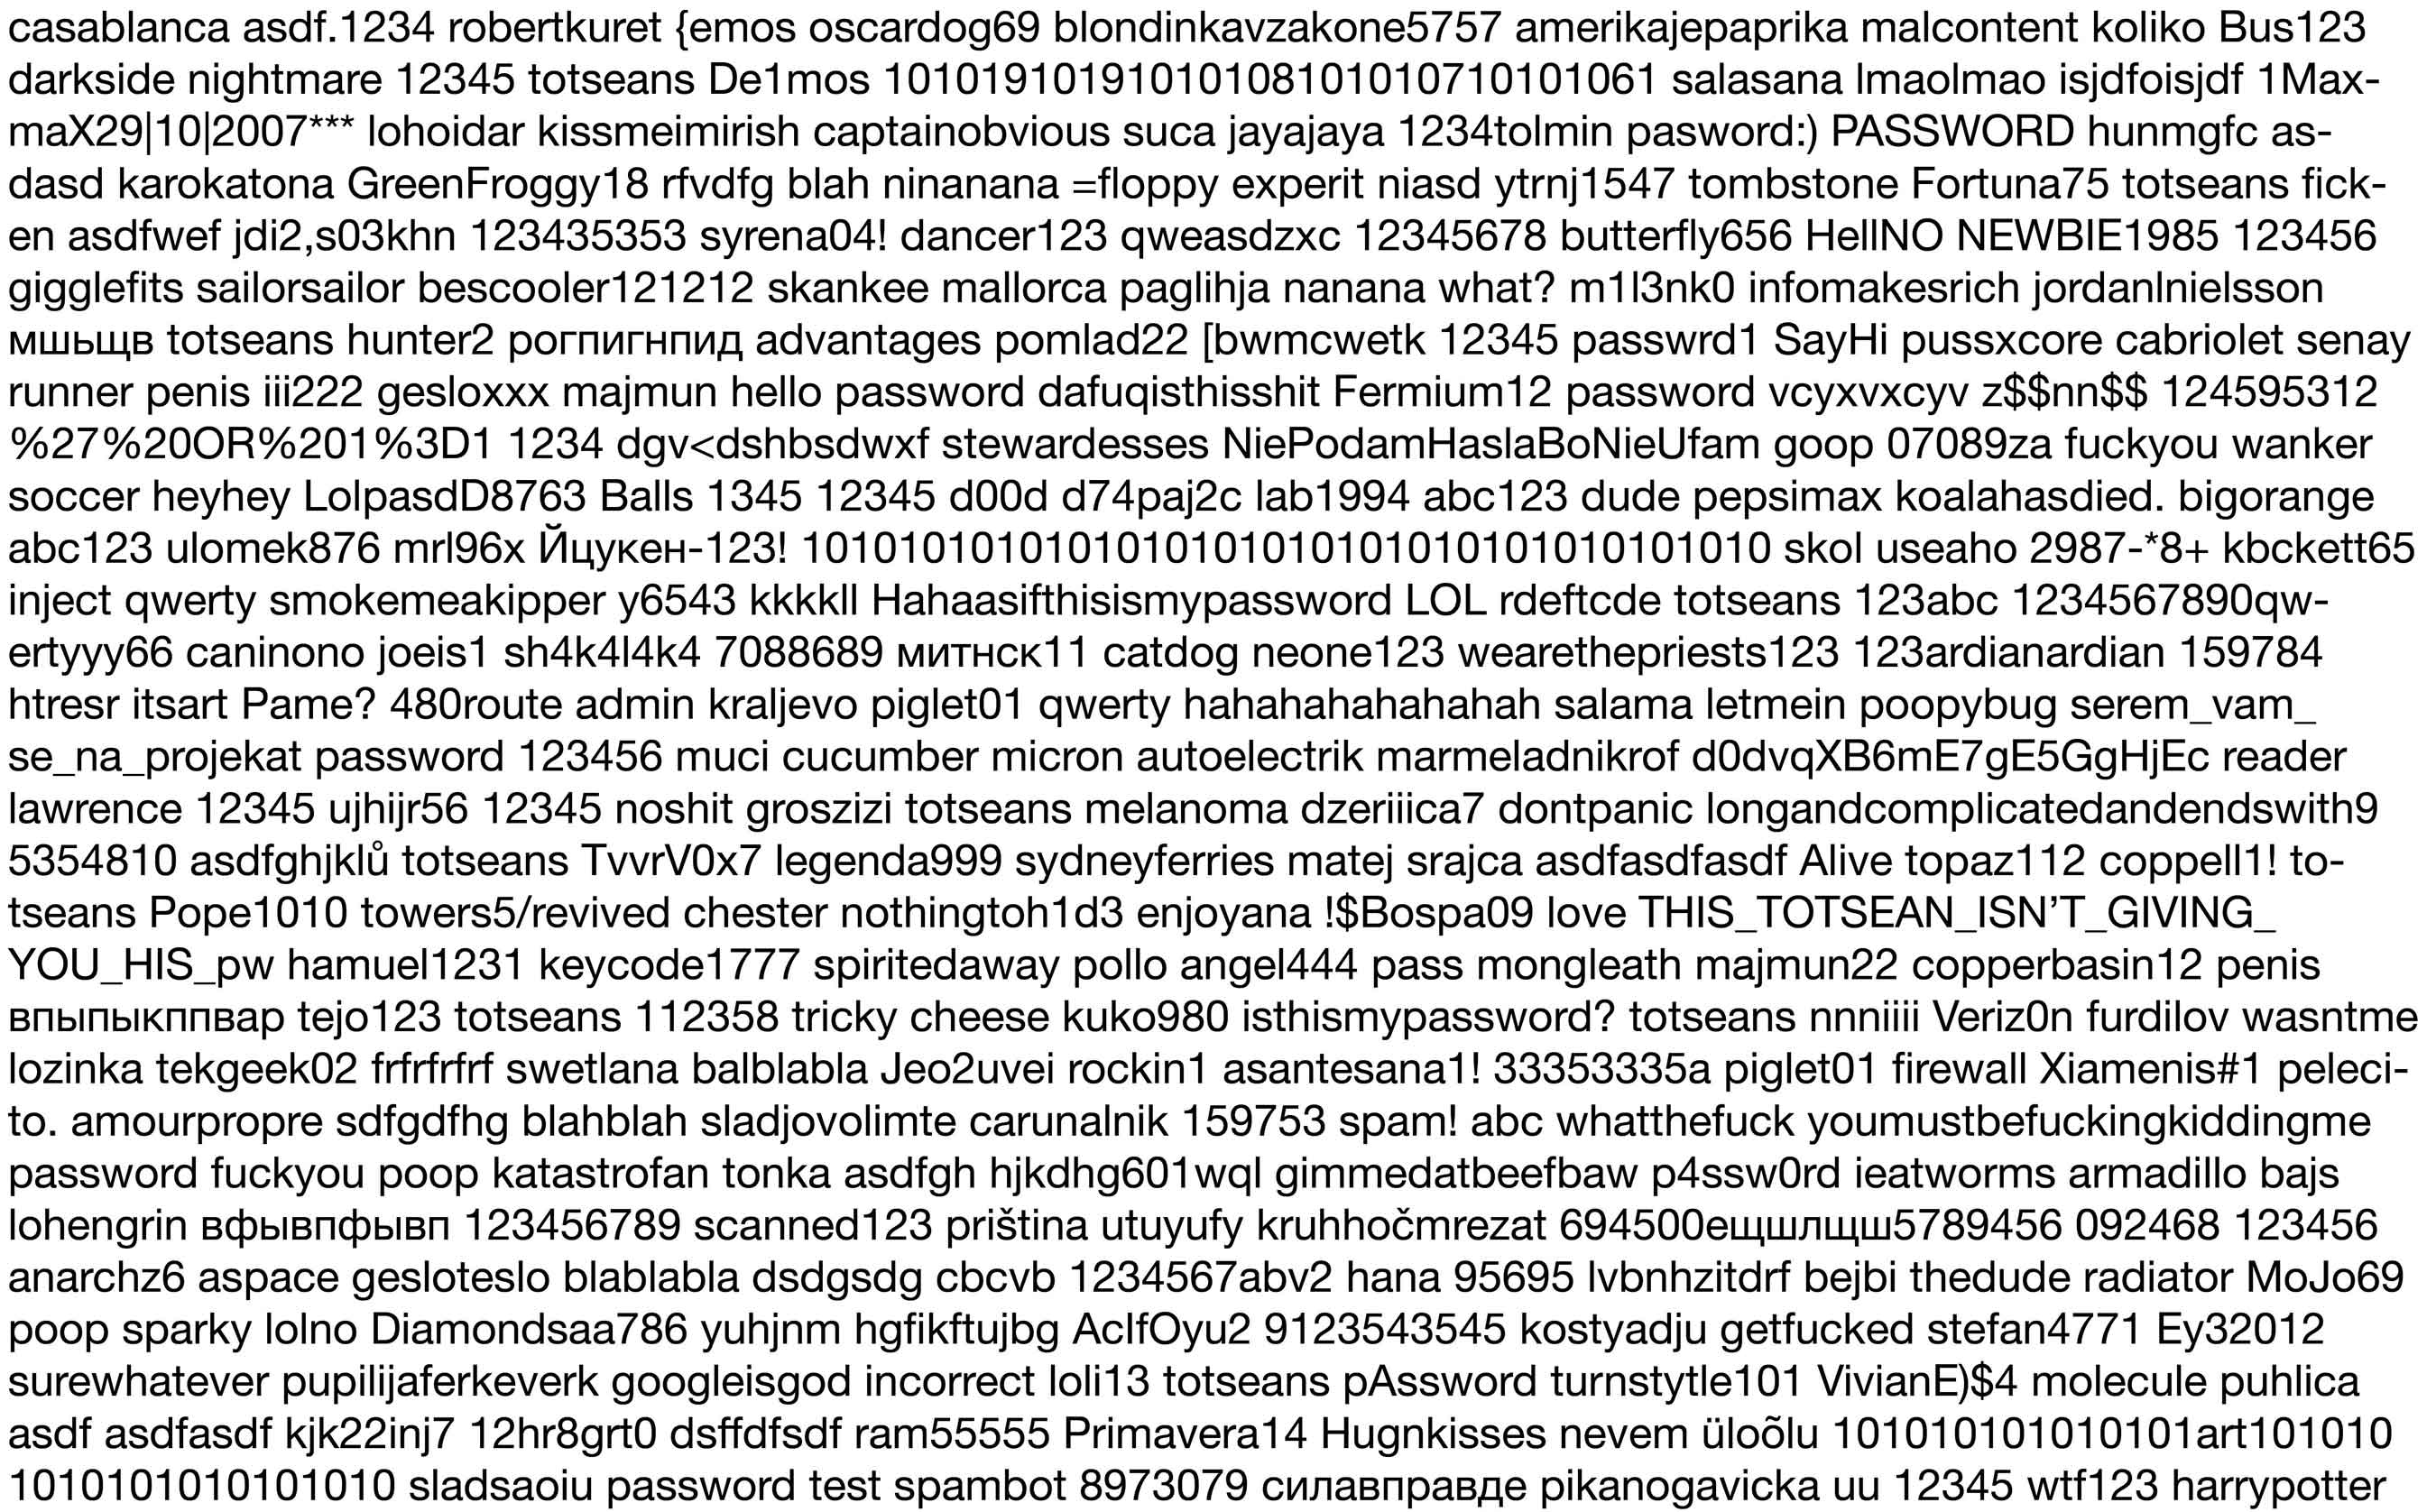 casablanca asdf.1234 robertkuret {emos oscardog69 blondinkavzakone5757 amerikajepaprika malcontent koliko Bus123
darkside nightmare 12345 totseans De1mos 10101910191010108101010710101061 salasana lmaolmao isjdfoisjdf 1Max-
maX29|10|2007*** lohoidar kissmeimirish captainobvious suca jayajaya 1234tolmin pasword:) PASSWORD hunmgfc as-
dasd karokatona GreenFroggy18 rfvdfg blah ninanana =floppy experit niasd ytrnj1547 tombstone Fortuna75 totseans fick-
en asdfwef jdi2,s03khn 123435353 syrena04! dancer123 qweasdzxc 12345678 butterfly656 HellNO NEWBIE1985 123456
gigglefits sailorsailor bescooler121212 skankee mallorca paglihja nanana what? m1l3nk0 infomakesrich jordanlnielsson
мшьщв totseans hunter2 рогпигнпид advantages pomlad22 [bwmcwetk 12345 passwrd1 SayHi pussxcore cabriolet senay
runner penis iii222 gesloxxx majmun hello password dafuqisthisshit Fermium12 password vcyxvxcyv z$$nn$$ 124595312
%27%20OR%201%3D1 1234 dgv<dshbsdwxf stewardesses NiePodamHaslaBoNieUfam goop 07089za fuckyou wanker
soccer heyhey LolpasdD8763 Balls 1345 12345 d00d d74paj2c lab1994 abc123 dude pepsimax koalahasdied. bigorange
abc123 ulomek876 mrl96x Йцукен-123! 1010101010101010101010101010101010101010 skol useaho 2987-*8+ kbckett65
inject qwerty smokemeakipper y6543 kkkkll Hahaasifthisismypassword LOL rdeftcde totseans 123abc 1234567890qw-
ertyyy66 caninono joeis1 sh4k4l4k4 7088689 митнск11 catdog neone123 wearethepriests123 123ardianardian 159784
htresr itsart Pame? 480route admin kraljevo piglet01 qwerty hahahahahahahah salama letmein poopybug serem_vam_
se_na_projekat password 123456 muci cucumber micron autoelectrik marmeladnikrof d0dvqXB6mE7gE5GgHjEc reader
lawrence 12345 ujhijr56 12345 noshit groszizi totseans melanoma dzeriiica7 dontpanic longandcomplicatedandendswith9
5354810 asdfghjklů totseans TvvrV0x7 legenda999 sydneyferries matej srajca asdfasdfasdf Alive topaz112 coppell1! to-
tseans Pope1010 towers5/revived chester nothingtoh1d3 enjoyana !$Bospa09 love THIS_TOTSEAN_ISN’T_GIVING_
YOU_HIS_pw hamuel1231 keycode1777 spiritedaway pollo angel444 pass mongleath majmun22 copperbasin12 penis
впыпыкппвар tejo123 totseans 112358 tricky cheese kuko980 isthismypassword? totseans nnniiii Veriz0n furdilov wasntme
lozinka tekgeek02 frfrfrfrf swetlana balblabla Jeo2uvei rockin1 asantesana1! 33353335a piglet01 firewall Xiamenis#1 peleci-
to. amourpropre sdfgdfhg blahblah sladjovolimte carunalnik 159753 spam! abc whatthefuck youmustbefuckingkiddingme
password fuckyou poop katastrofan tonka asdfgh hjkdhg601wql gimmedatbeefbaw p4ssw0rd ieatworms armadillo bajs
lohengrin вфывпфывп 123456789 scanned123 priština utuyufy kruhhočmrezat 694500ещшлщш5789456 092468 123456
anarchz6 aspace gesloteslo blablabla dsdgsdg cbcvb 1234567abv2 hana 95695 lvbnhzitdrf bejbi thedude radiator MoJo69
poop sparky lolno Diamondsaa786 yuhjnm hgfikftujbg AcIfOyu2 9123543545 kostyadju getfucked stefan4771 Ey32012
surewhatever pupilijaferkeverk googleisgod incorrect loli13 totseans pAssword turnstytle101 VivianE)$4 molecule puhlica
asdf asdfasdf kjk22inj7 12hr8grt0 dsffdfsdf ram55555 Primavera14 Hugnkisses nevem üloõlu 101010101010101art101010
1010101010101010 sladsaoiu password test spambot 8973079 силавправде pikanogavicka uu 12345 wtf123 harrypotter